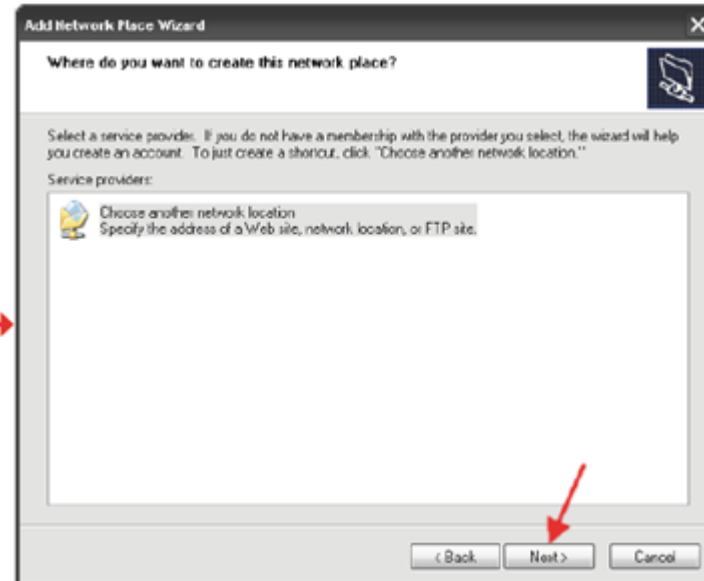 Add Network Place Wizard
Where do you want to create this network place?
Select a service provider. If you do not have a membership with the provider you select, the wizard will help
you create an account. To just create a shortcut, click "Choose another network location."
Service providers:
Choose another network location
Specify the address of a Web site, network location, or FTP site.
< Back Next > Cancel